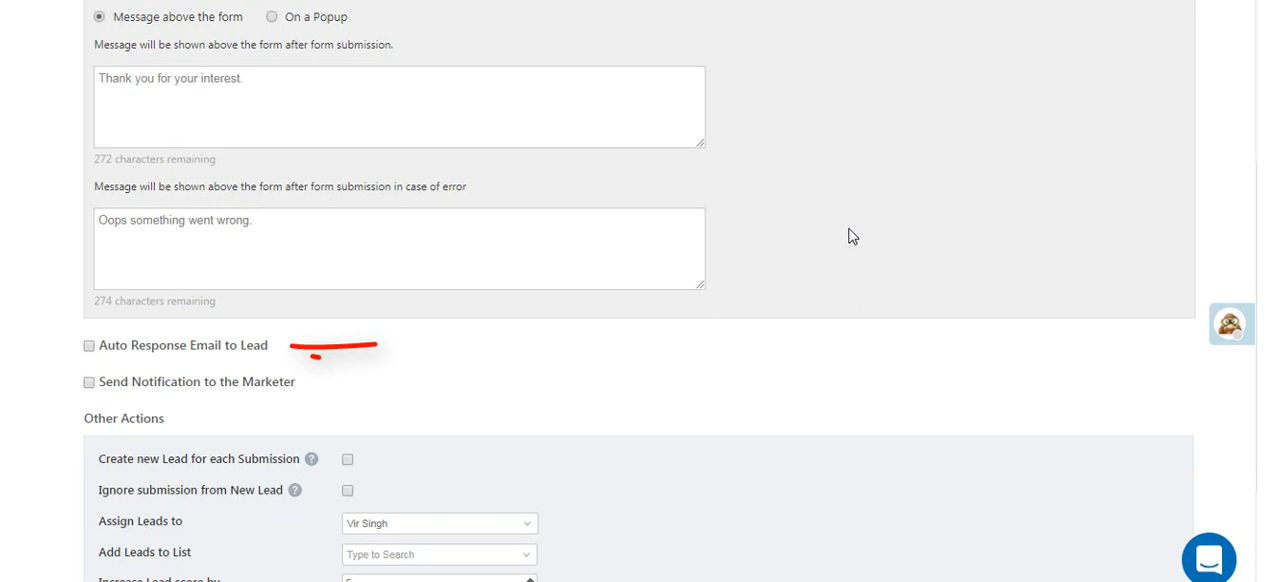 Message above the form On a Popup
Message will be shown above the form after form submission.
Thank you for your interest.
272 characters remaining
Message will be shown above the form after form submission in case of error
Oops something went wrong.
274 characters remaining
Auto Response Email to Lead
Send Notification to the Marketer
Other Actions
Create new Lead for each Submission ?
Ignore submission from New Lead ?
Assign Leads to Vir Singh
Add Leads to List Type to Search
Increase Lead score by 5